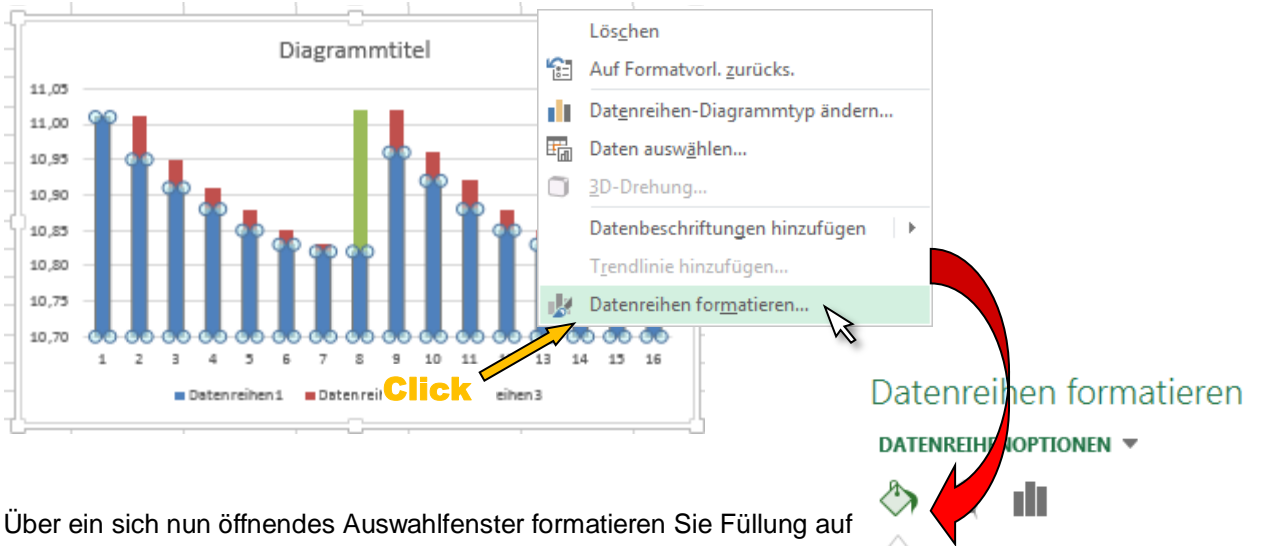 Diagrammtitel
11,05
11,00
10,95
10,90
10,85
10,80
10,75
10,70
1 2 3 4 5 6 7 8 9 10 11 13 14 15 16
Datenreihen1 Datenreih eihen3
Löschen
Auf Formatvorl. zurücks.
Datenreihen-Diagrammtyp ändern...
Daten auswählen...
3D-Drehung...
Datenbeschriftungen hinzufügen
Trendlinie hinzufügen...
Datenreihen formatieren...
Click
Datenreihen formatieren
DATENREIHENOPTIONEN
Über ein sich nun öffnendes Auswahlfenster formatieren Sie Füllung auf